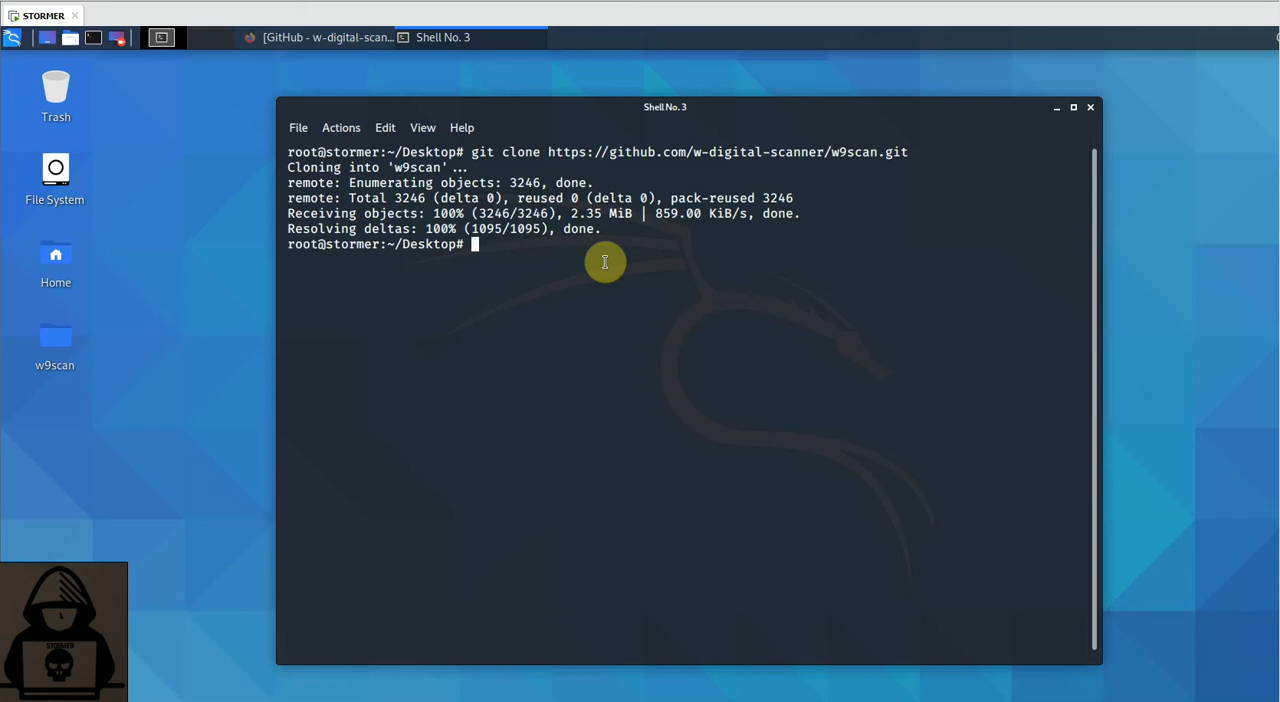 STORMER
[GitHub - w-digital-scan...
Shell No. 3
Trash
File System
Home
w9scan
Shell No. 3
File Actions Edit View Help
root@stormer:~/Desktop# git clone https://github.com/w-digital-scanner/w9scan.git
Cloning into 'w9scan'...
remote: Enumerating objects: 3246, done.
remote: Total 3246 (delta 0), reused 0 (delta 0), pack-reused 3246
Receiving objects: 100% (3246/3246), 2.35 MiB | 859.00 KiB/s, done.
Resolving deltas: 100% (1095/1095), done.
root@stormer:~/Desktop#
STORMER